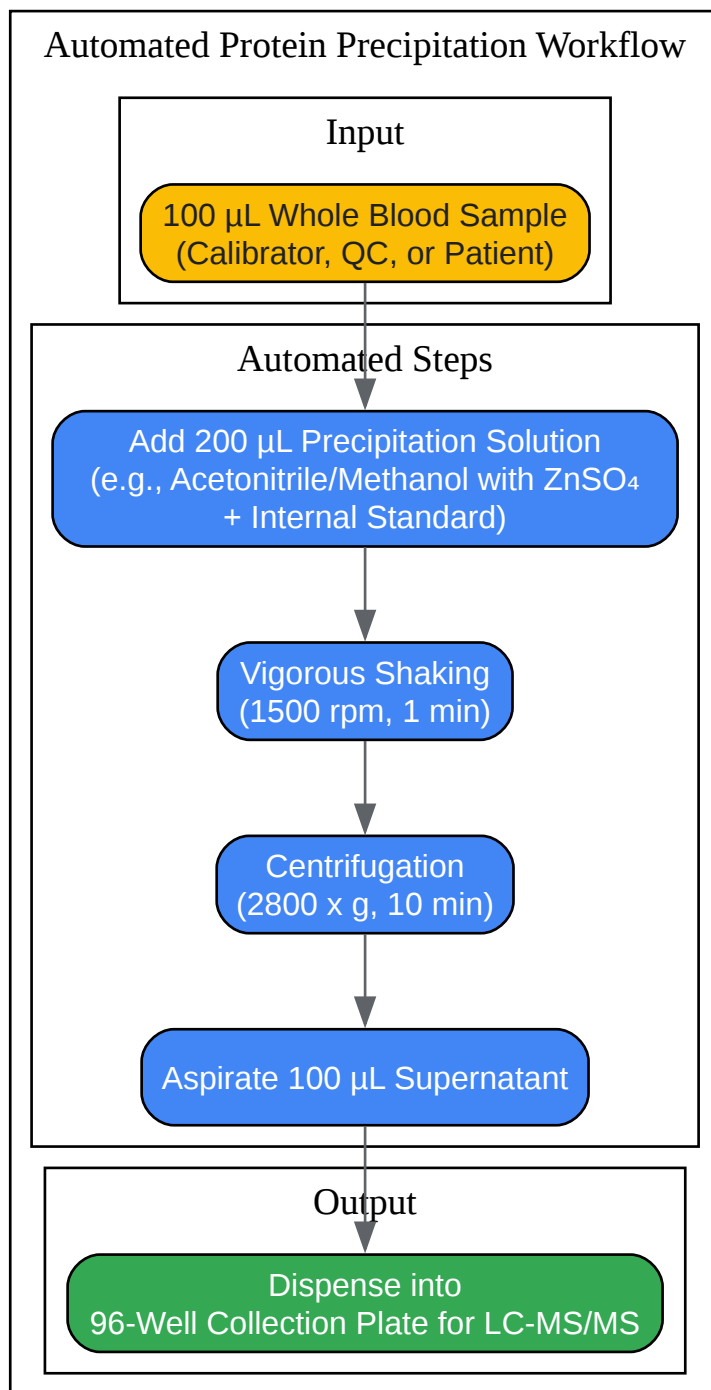 Automated Protein Precipitation Workflow
Input
100 µL Whole Blood Sample
(Calibrator, QC, or Patient)
Automated Steps
Add 200 µL Precipitation Solution
(e.g., Acetonitrile/Methanol with ZnSO₄
+ Internal Standard)
Vigorous Shaking
(1500 rpm, 1 min)
Centrifugation
(2800 x g, 10 min)
Aspirate 100 µL Supernatant
Output
Dispense into
96-Well Collection Plate for LC-MS/MS